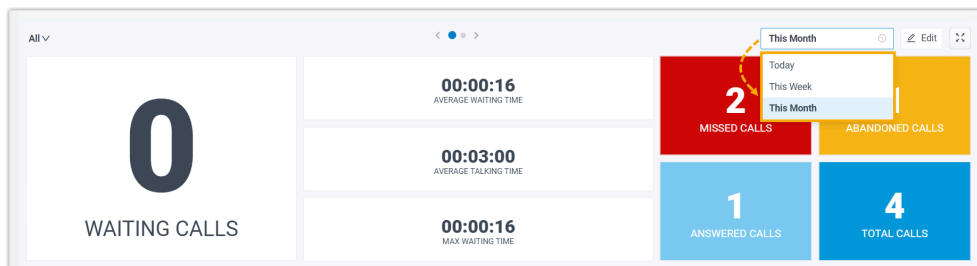 All
This Month
Edit
Today
This Week
This Month
0
WAITING CALLS
00:00:16
AVERAGE WAITING TIME
00:03:00
AVERAGE TALKING TIME
00:00:16
MAX WAITING TIME
2
MISSED CALLS
ABANDONED CALLS
1
ANSWERED CALLS
4
TOTAL CALLS